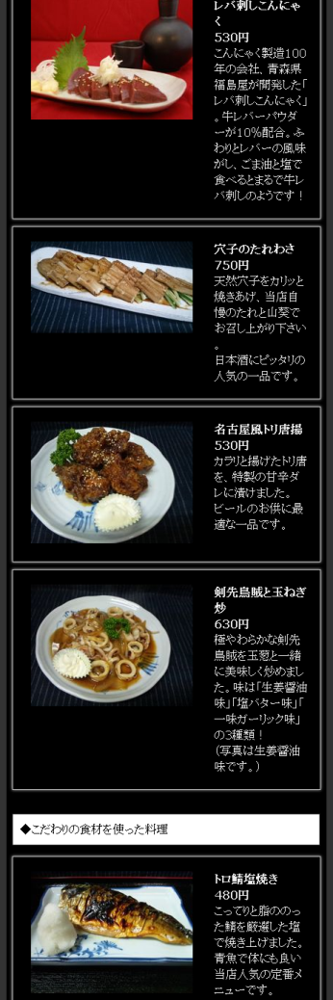 レバ刺しこんにゃ
く
530円
こんにゃく製造100
年の会社、青森県
福島屋が開発した「
レバ刺しこんにゃく」
。牛レバーパウダ
ーが10%配合。ふ
わりとレバーの風味
がし、ごま油と塩で
食べるとまるで牛レ
バ刺しのようです！
穴子のたれわさ
750円
天然穴子をカリッと
焼きあげ、当店自
慢のたれと山葵で
お召し上がり下さい
。
日本酒にピッタリの
人気の一品です。
名古屋風トリ唐揚
530円
カラリと揚げたトリ唐
を、特製の甘辛ダ
レに漬けました。
ビールのお供に最
適な一品です。
剣先烏賊と玉ねぎ
炒
630円
極やわらかな剣先
烏賊を玉葱と一緒
に美味しく炒めまし
た。味は「生姜醤油
味」「塩バター味」「
一味ガーリック味」
の3種類！
（写真は生姜醤油
味です。）
◆こだわりの食材を使った料理
トロ鯖塩焼き
480円
こってりと脂ののっ
た鯖を厳選した塩
で焼き上げました。
青魚で体にも良い
当店人気の定番メ
ニューです。